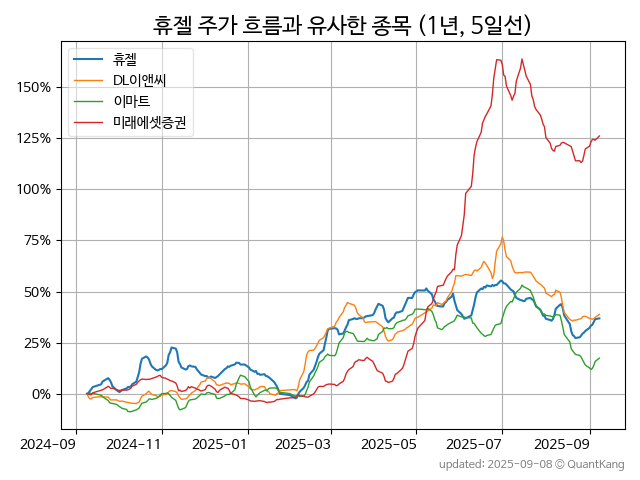 휴젤 주가 흐름과 유사한 종목 (1년, 5일선)
휴젤
DL이앤씨
이마트
미래에셋증권
150%
125%
100%
75%
50%
25%
0%
2024-09
2024-11
2025-01
2025-03
2025-05
2025-07
2025-09
updated: 2025-09-08 ⓒ QuantKang